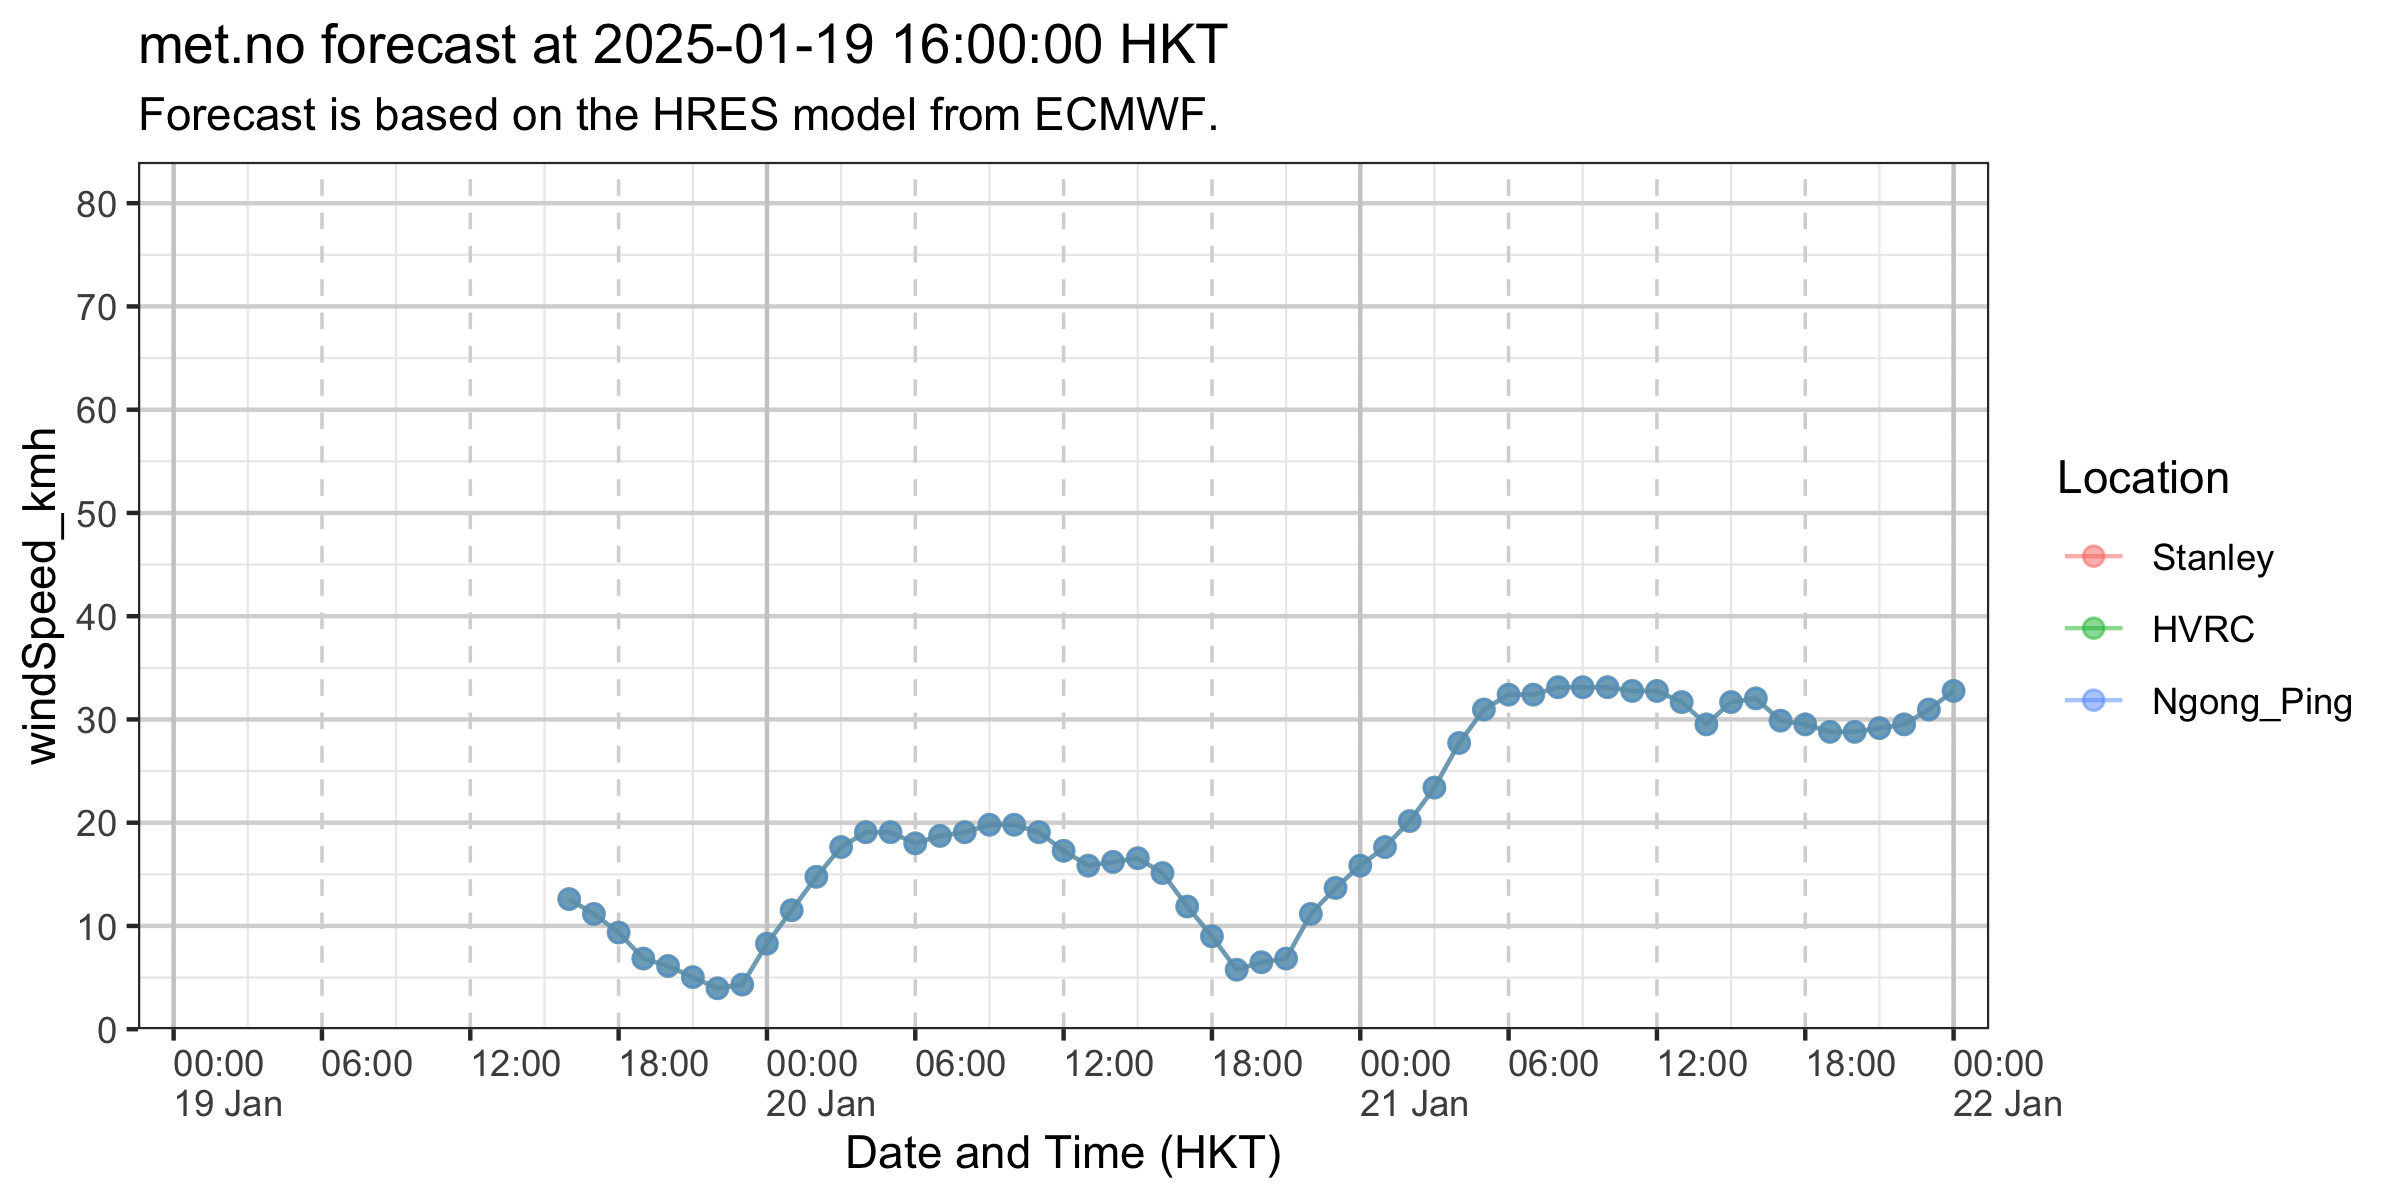 met.no forecast at 2025-01-19 16:00:00 HKT
Forecast is based on the HRES model from ECMWF.
windSpeed_kmh
80
70
60
50
40
30
20
10
0
00:00 06:00 12:00 18:00 00:00 06:00 12:00 18:00 00:00 06:00 12:00 18:00 00:00
19 Jan 20 Jan 21 Jan 22 Jan
Date and Time (HKT)
Location
Stanley
HVRC
Ngong_Ping